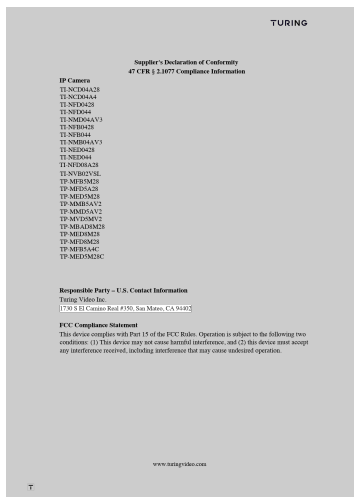 TURING
Supplier's Declaration of Conformity
47 CFR § 2.1077 Compliance Information
IP Camera
TI-NCD04A28
TI-NCD04A4
TI-NFD0428
TI-NFD044
TI-NMD04AV3
TI-NFB0428
TI-NFB044
TI-NMB04AV3
TI-NED0428
TI-NED044
TI-NFD08A28
TI-NVB02VSL
TP-MFB5M28
TP-MFD5A28
TP-MED5M28
TP-MMB5AV2
TP-MMD5AV2
TP-MVD5MV2
TP-MBAD8M28
TP-MED8M28
TP-MFD8M28
TP-MFB5A4C
TP-MED5M28C
Responsible Party – U.S. Contact Information
Turing Video Inc.
1730 S El Camino Real #350, San Mateo, CA 94402
FCC Compliance Statement
This device complies with Part 15 of the FCC Rules. Operation is subject to the following two
conditions: (1) This device may not cause harmful interference, and (2) this device must accept
any interference received, including interference that may cause undesired operation.
www.turingvideo.com
T